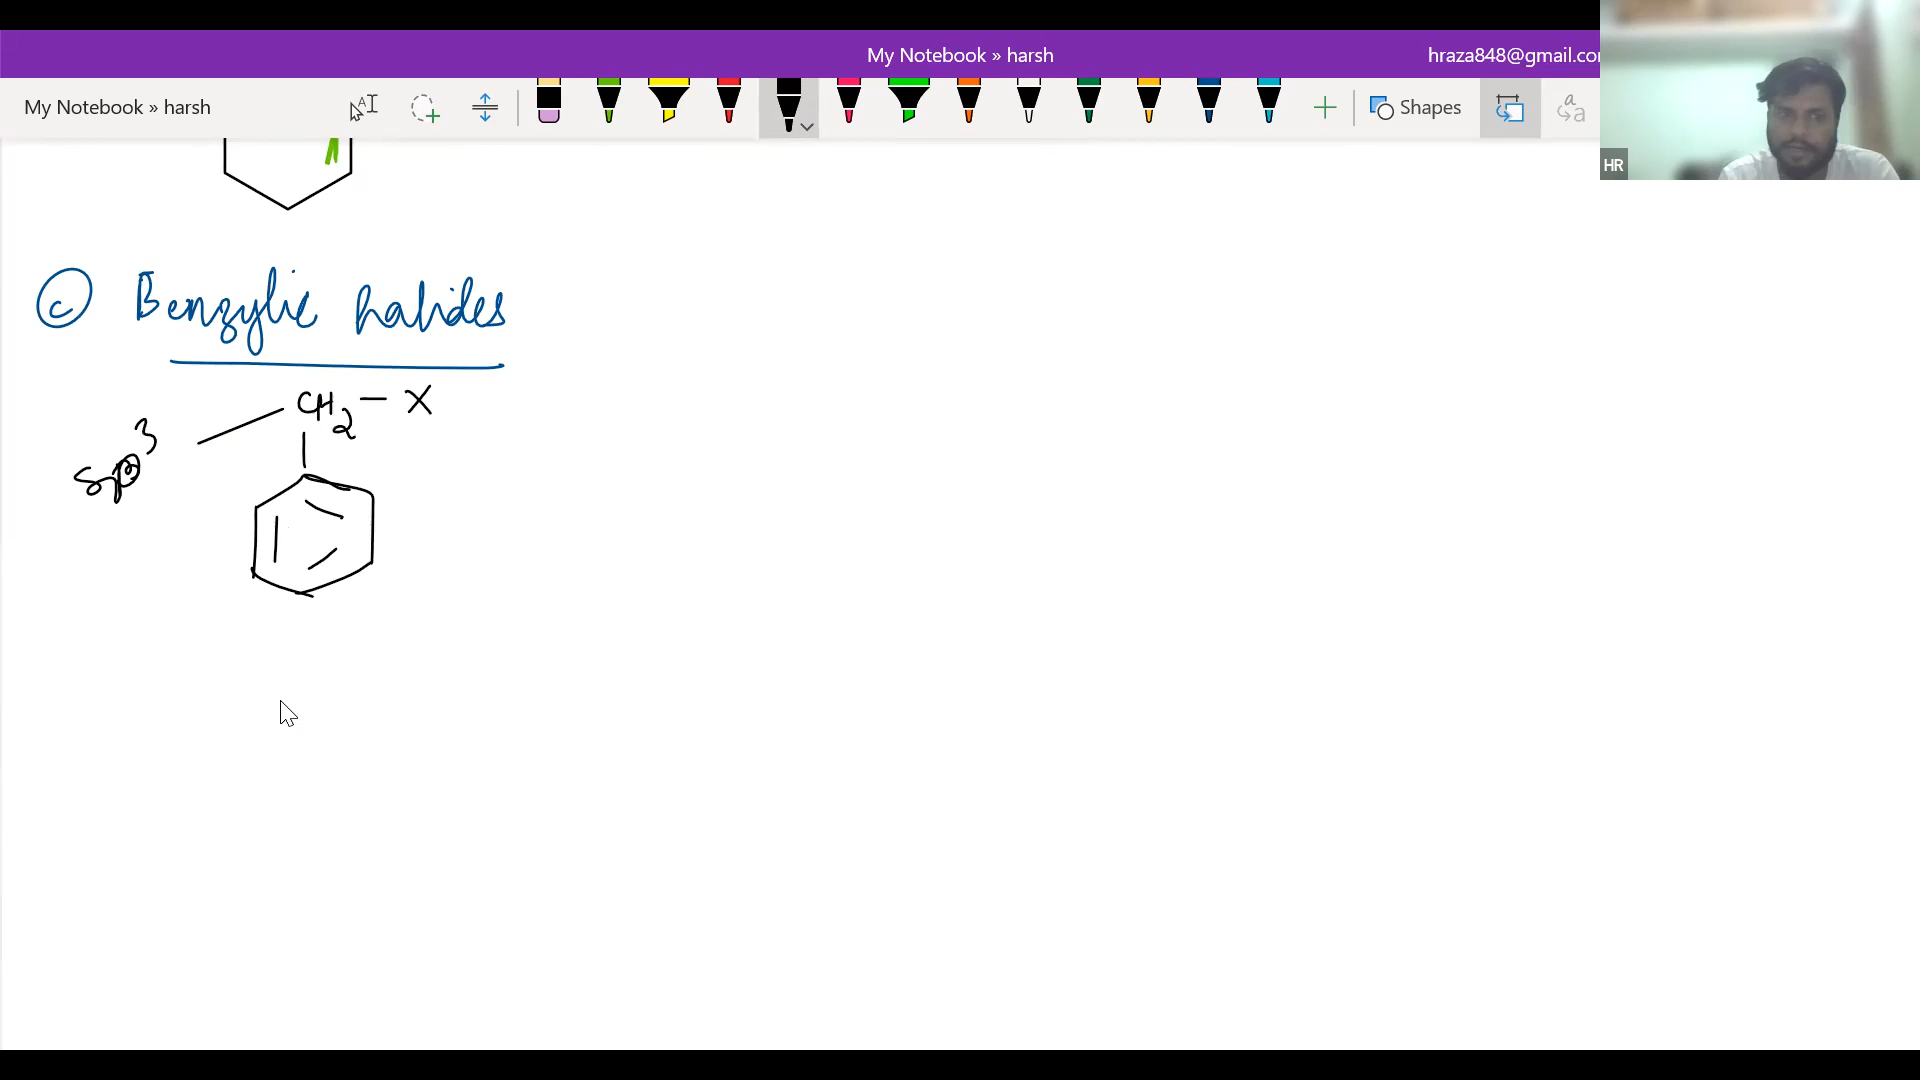 My Notebook » harsh
hraza848@gmail.co
My Notebook » harsh
Shapes
HR
c Benzylic halides
CH2 - X
sp3